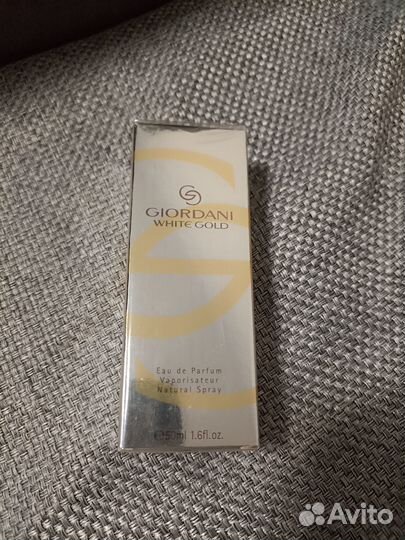 GIORDANI
WHITE GOLD
Eau de Parfum
Vaporisateur
Natural Spray
℮50ml 1.6fl.oz.
Avito